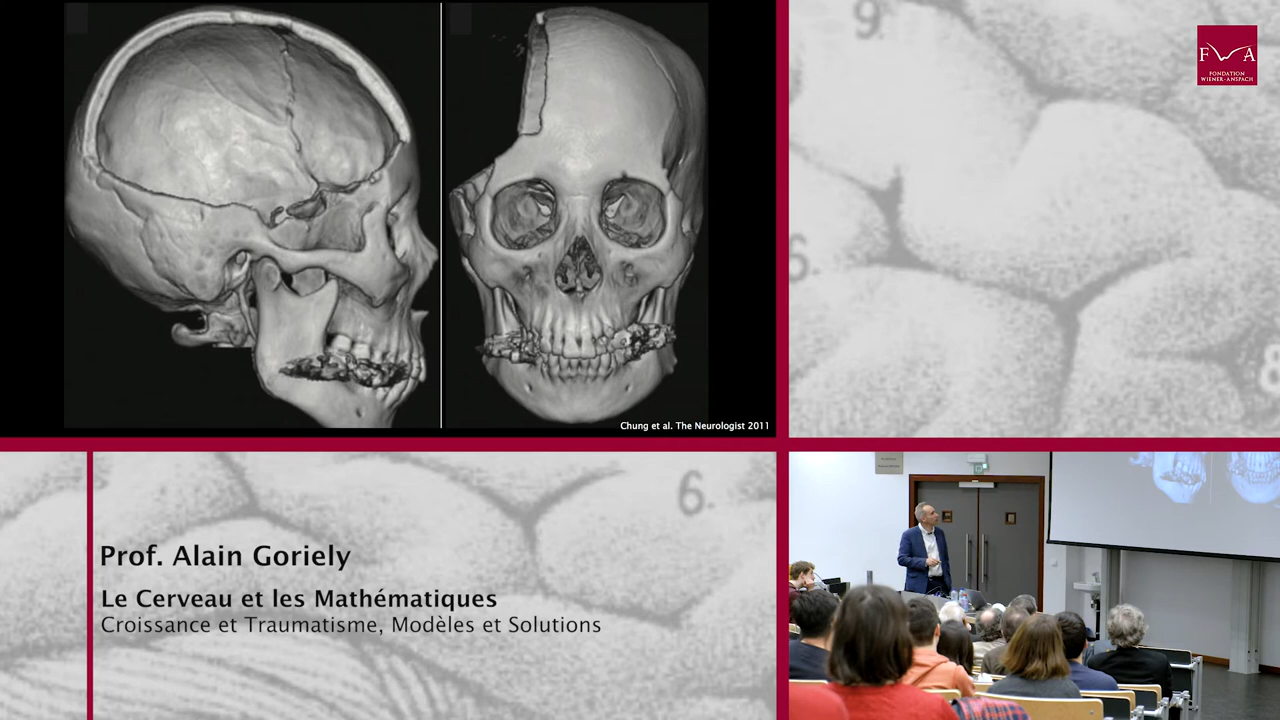 9.
F A
FONDATION
WIENER-ANSPACH
6.
8
Chung et al. The Neurologist 2011
6.
Prof. Alain Goriely
Le Cerveau et les Mathématiques
Croissance et Traumatisme, Modèles et Solutions